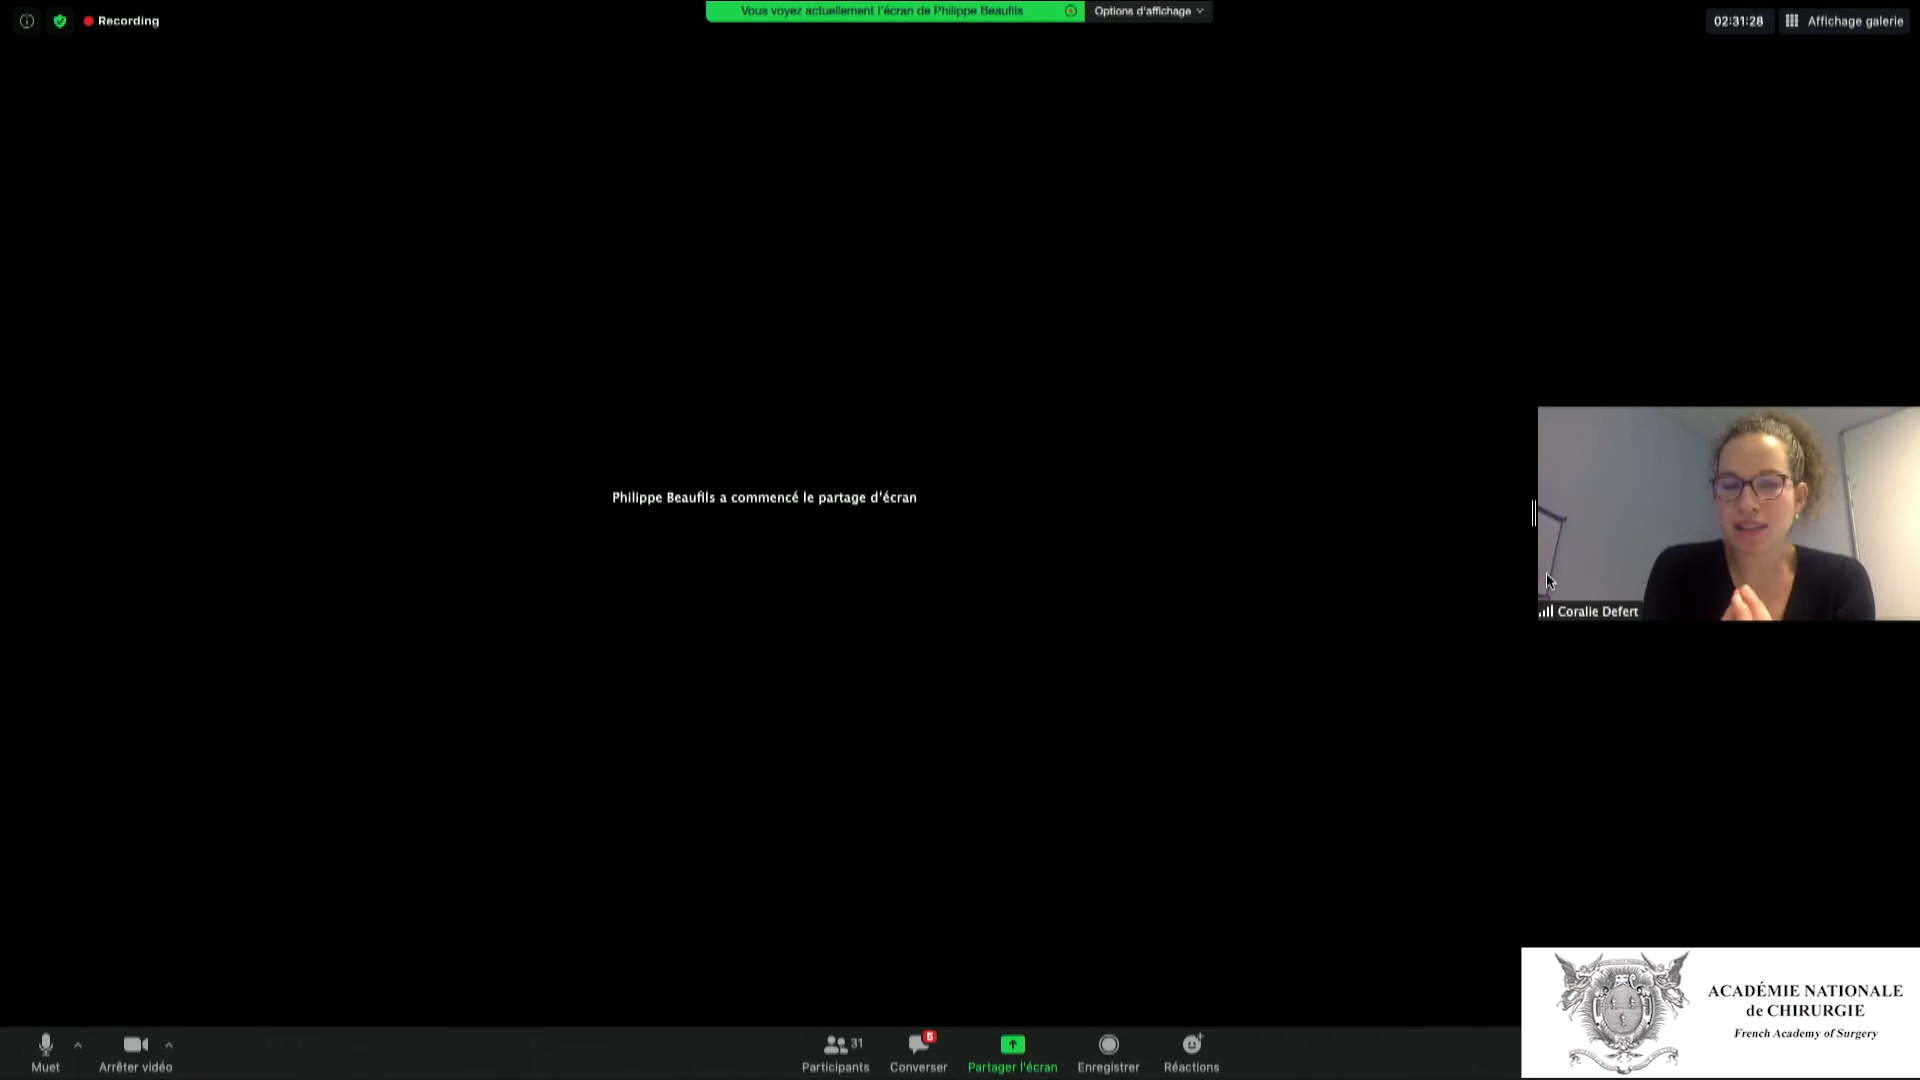 Recording
Vous voyez actuellement l'écran de Philippe Beaufils
Options d'affichage
02:31:28
Affichage galerie
Philippe Beaufils a commencé le partage d'écran
Coralie Defert
ACADÉMIE NATIONALE
de CHIRURGIE
French Academy of Surgery
31
6
Muet
Arrêter vidéo
Participants
Converser
Partager l'écran
Enregistrer
Réactions